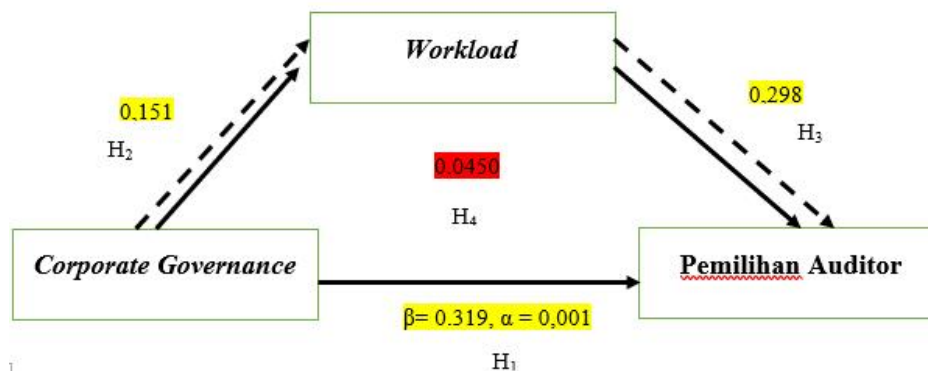 Workload
0.151
H₂
0.298
H₃
0.0450
H₄
Corporate Governance
Pemilihan Auditor
β= 0.319, α = 0,001
H₁